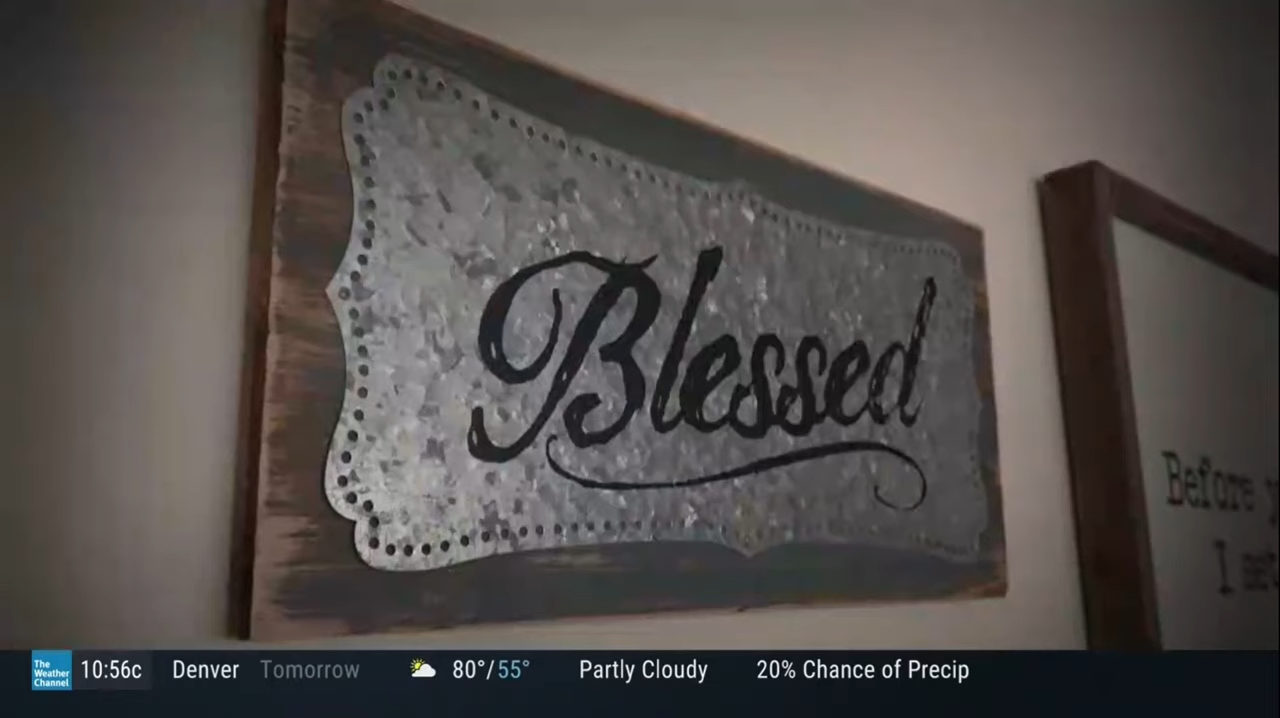 Blessed
Before
I
The
Weather
Channel
10:56c Denver Tomorrow 80°/55° Partly Cloudy 20% Chance of Precip